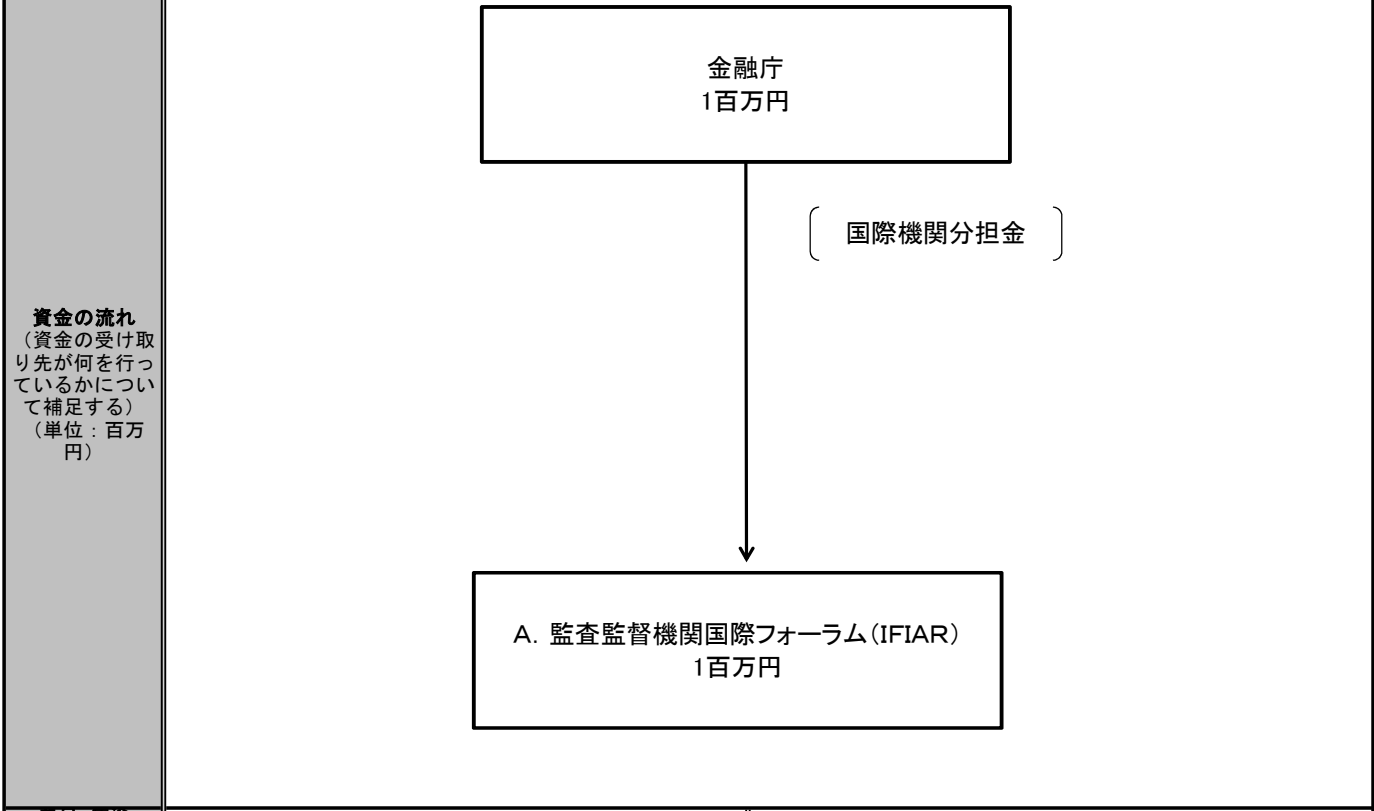 金融庁
1百万円
国際機関分担金
資金の流れ
（資金の受け取
り先が何を行っ
ているかについ
て補足する）
（単位：百万
円）
A．監査監督機関国際フォーラム（IFIAR）
1百万円